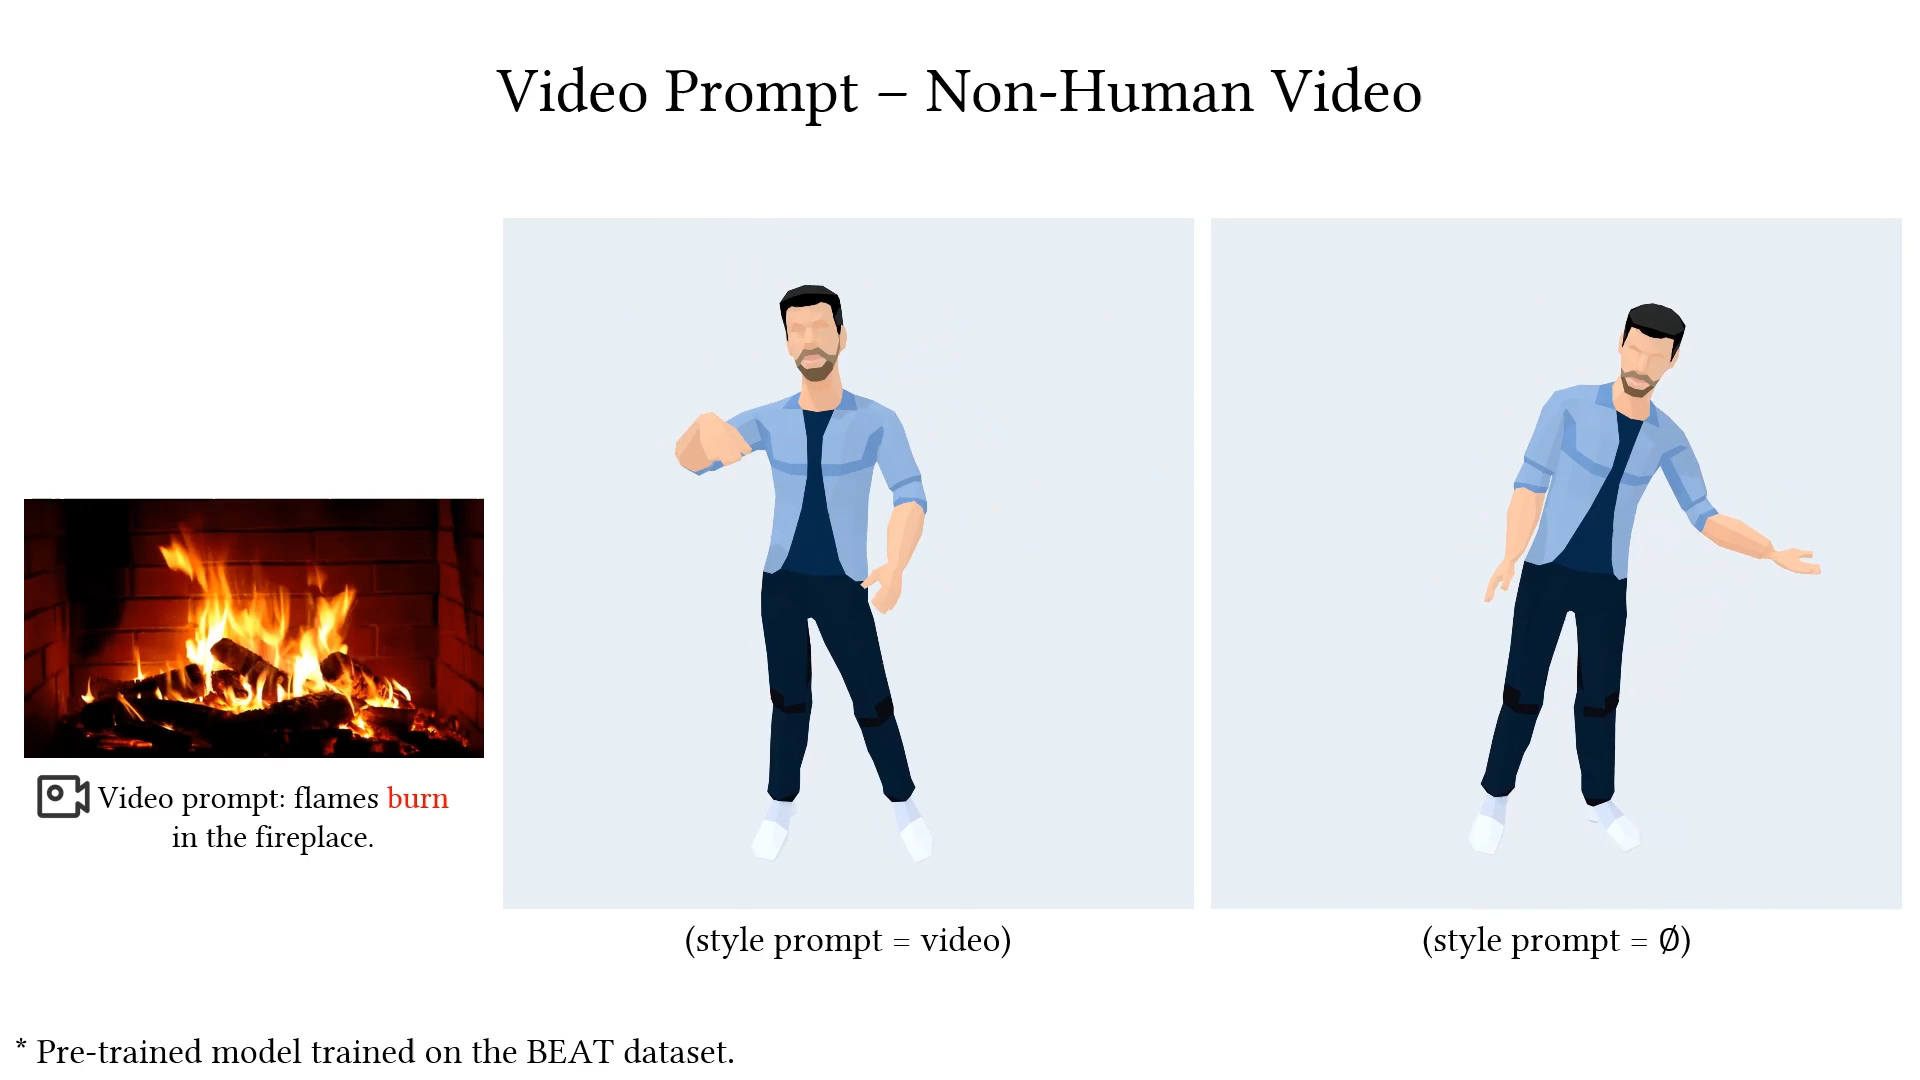 Video Prompt – Non-Human Video
Video prompt: flames burn
in the fireplace.
(style prompt = video)
(style prompt = ∅)
* Pre-trained model trained on the BEAT dataset.